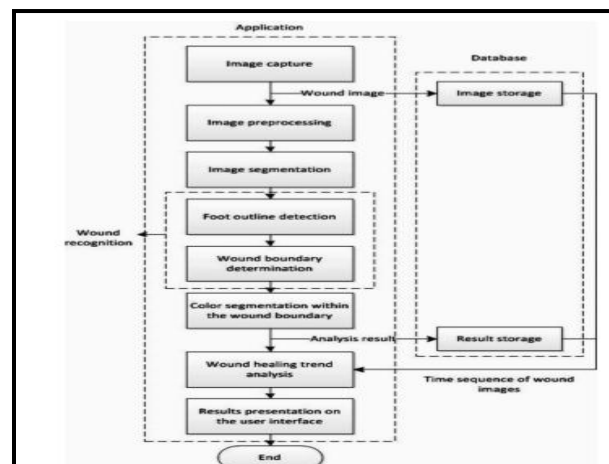 Application
Database
Image capture
Wound image
Image storage
Image preprocessing
Image segmentation
Foot outline detection
Wound
recognition
Wound boundary
determination
Color segmentation within
the wound boundary
Analysis result
Result storage
Wound healing trend
analysis
Time sequence of wound
images
Results presentation on
the user interface
End